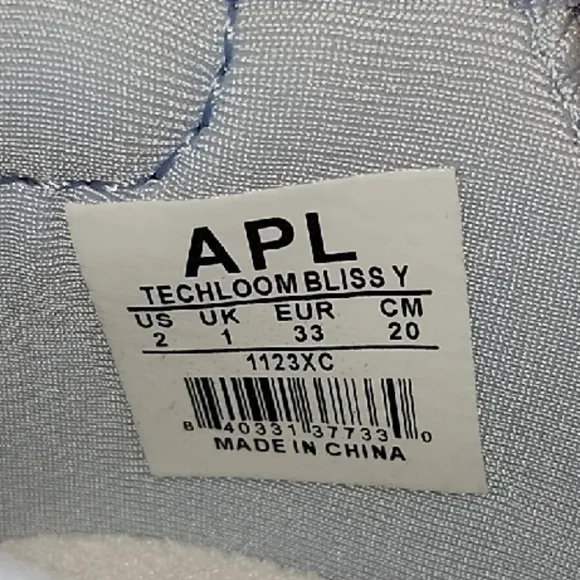 APL
TECHLOOM BLISS Y
US UK EUR CM
2 1 33 20
1123XC
8 40331 37733 0
MADE IN CHINA